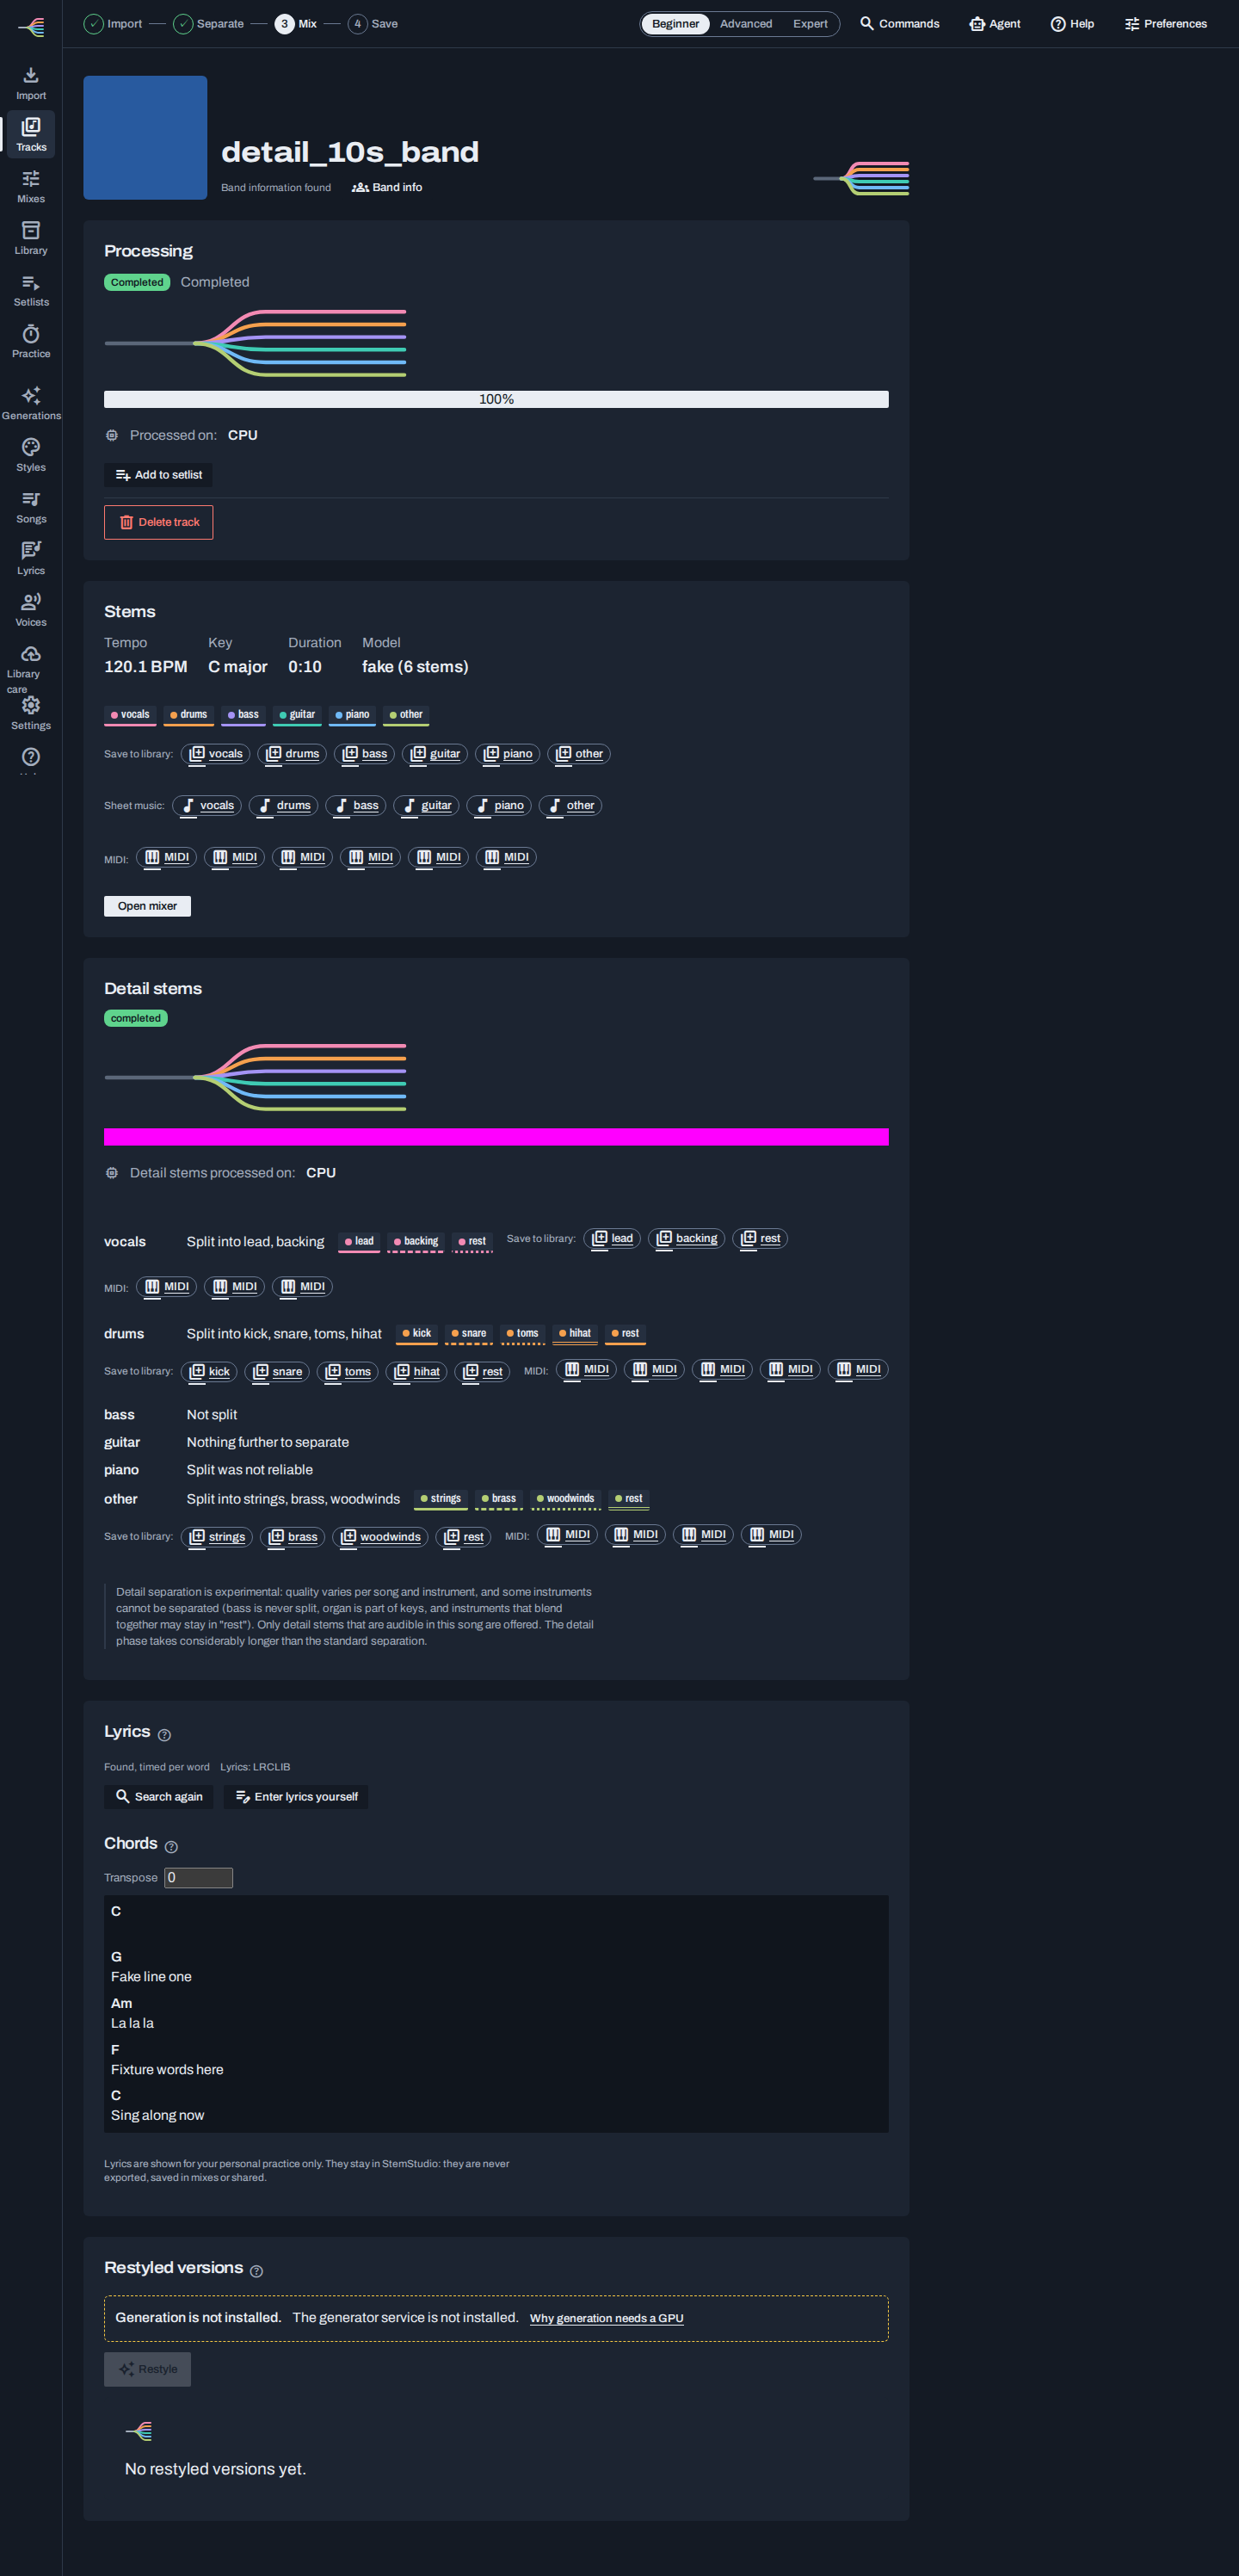 ✓ Import ✓ Separate 3 Mix 4 Save Beginner Advanced Expert Commands Agent Help Preferences
Import
Tracks
Mixes
Library
Setlists
Practice
Generations
Styles
Songs
Lyrics
Voices
Library
care
Settings
detail_10s_band
Band information found Band info
Processing
Completed Completed
100%
Processed on: CPU
Add to setlist
Delete track
Stems
Tempo Key Duration Model
120.1 BPM C major 0:10 fake (6 stems)
vocals drums bass guitar piano other
Save to library: vocals drums bass guitar piano other
Sheet music: vocals drums bass guitar piano other
MIDI: MIDI MIDI MIDI MIDI MIDI MIDI
Open mixer
Detail stems
completed
Detail stems processed on: CPU
vocals Split into lead, backing lead backing rest Save to library: lead backing rest
MIDI: MIDI MIDI MIDI
drums Split into kick, snare, toms, hihat kick snare toms hihat rest
Save to library: kick snare toms hihat rest MIDI: MIDI MIDI MIDI MIDI MIDI
bass Not split
guitar Nothing further to separate
piano Split was not reliable
other Split into strings, brass, woodwinds strings brass woodwinds rest
Save to library: strings brass woodwinds rest MIDI: MIDI MIDI MIDI MIDI
Detail separation is experimental: quality varies per song and instrument, and some instruments
cannot be separated (bass is never split, organ is part of keys, and instruments that blend
together may stay in "rest"). Only detail stems that are audible in this song are offered. The detail
phase takes considerably longer than the standard separation.
Lyrics
Found, timed per word Lyrics: LRCLIB
Search again Enter lyrics yourself
Chords
Transpose 0
C
G
Fake line one
Am
La la la
F
Fixture words here
C
Sing along now
Lyrics are shown for your personal practice only. They stay in StemStudio: they are never
exported, saved in mixes or shared.
Restyled versions
Generation is not installed. The generator service is not installed. Why generation needs a GPU
Restyle
No restyled versions yet.